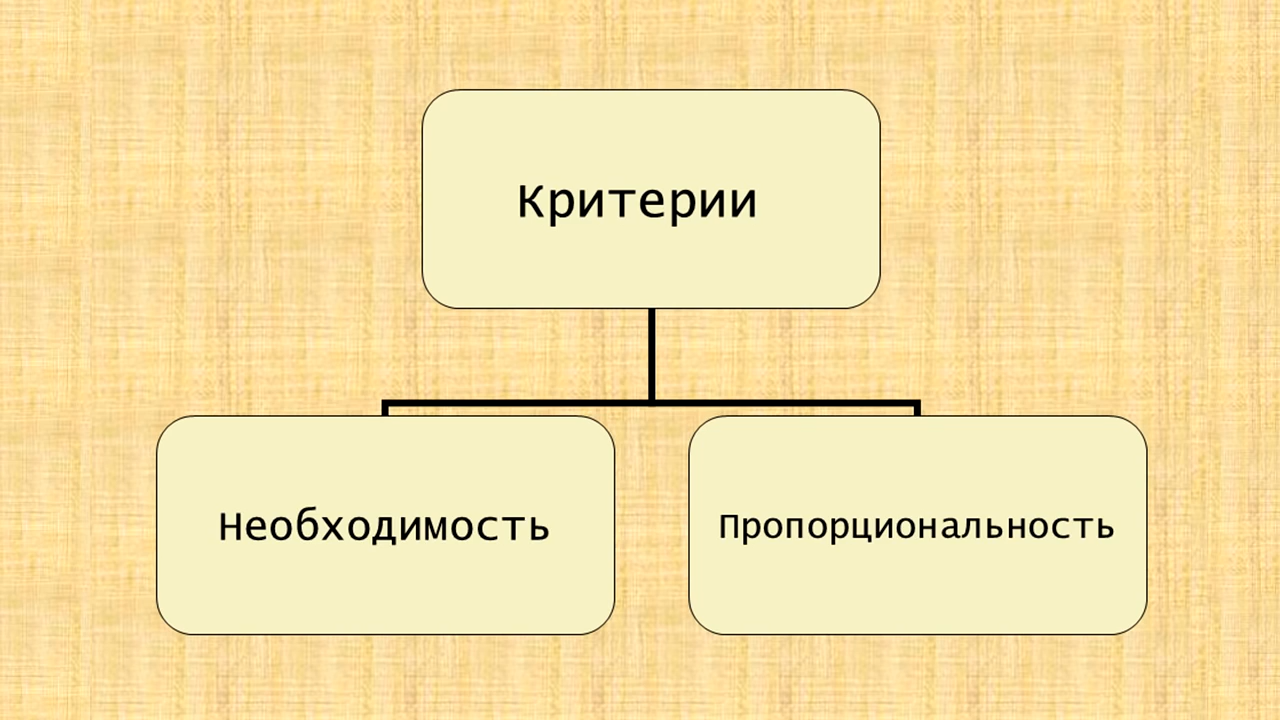 Критерии
Необходимость
Пропорциональность